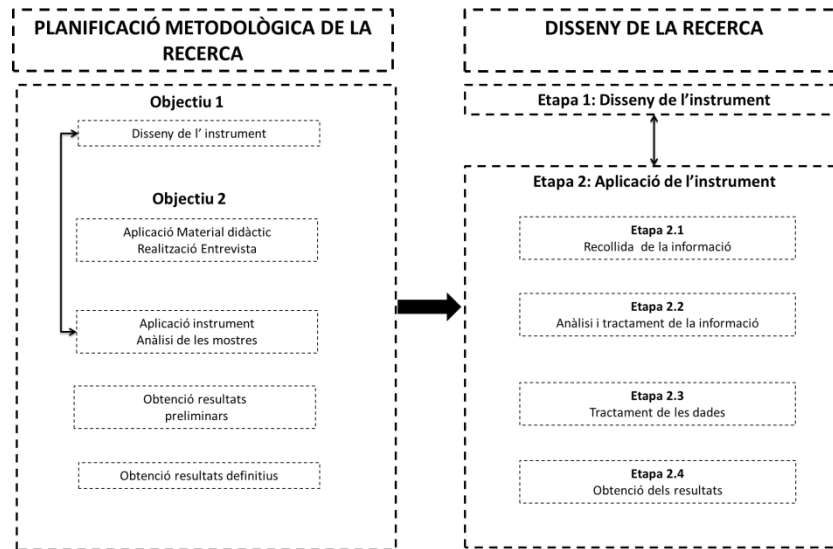 PLANIFICACIÓ METODOLÒGICA DE LA
RECERCA
Objectiu 1
Disseny de l’ instrument
Objectiu 2
Aplicació Material didàctic
Realització Entrevista
Aplicació instrument
Anàlisi de les mostres
Obtenció resultats
preliminars
Obtenció resultats definitius
DISSENY DE LA RECERCA
Etapa 1: Disseny de l’instrument
Etapa 2: Aplicació de l’instrument
Etapa 2.1
Recollida de la informació
Etapa 2.2
Anàlisi i tractament de la informació
Etapa 2.3
Tractament de les dades
Etapa 2.4
Obtenció dels resultats